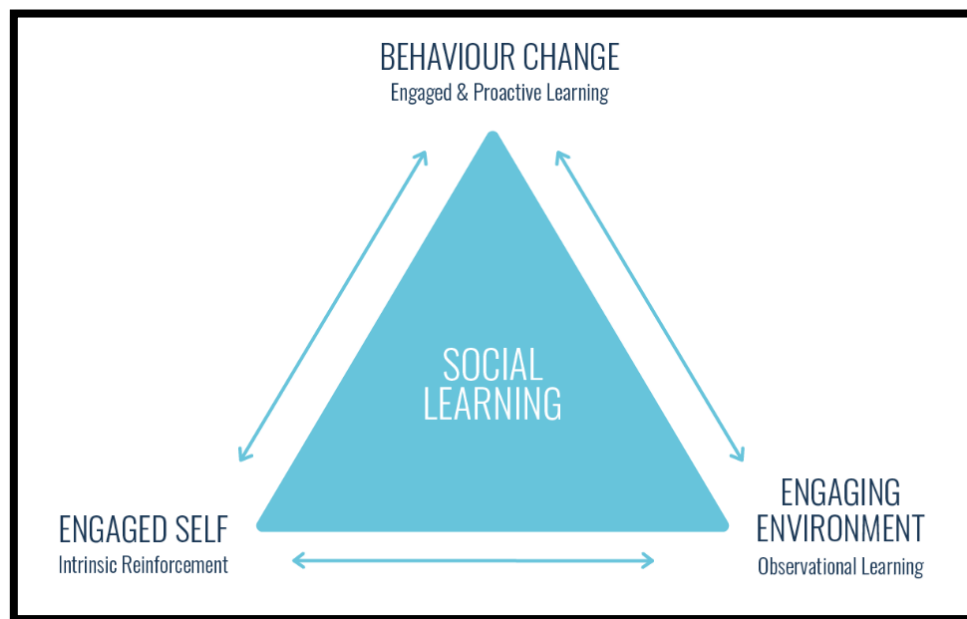 BEHAVIOUR CHANGE
Engaged & Proactive Learning
SOCIAL
LEARNING
ENGAGED SELF
Intrinsic Reinforcement
ENGAGING
ENVIRONMENT
Observational Learning